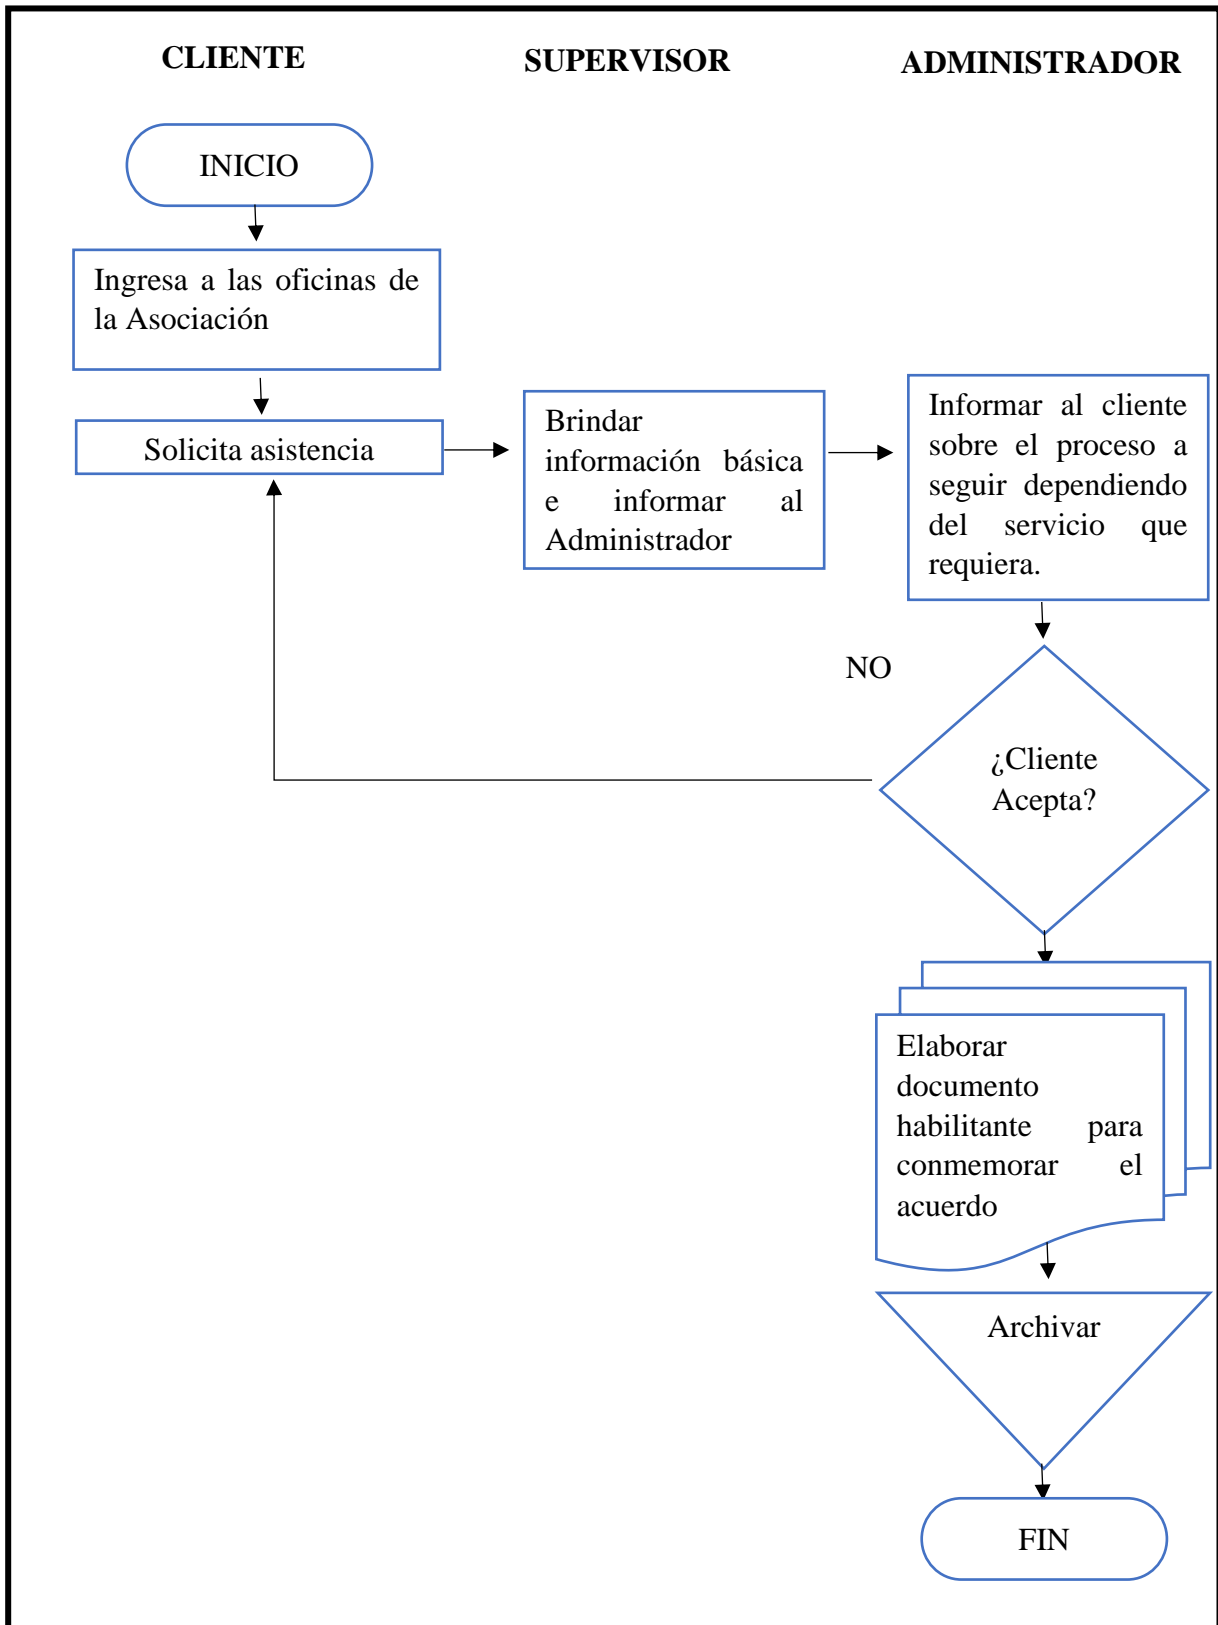 CLIENTE
SUPERVISOR
ADMINISTRADOR
INICIO
Ingresa a las oficinas de
la Asociación
Solicita asistencia
Brindar
información básica
e informar al
Administrador
Informar al cliente
sobre el proceso a
seguir dependiendo
del servicio que
requiera.
NO
¿Cliente
Acepta?
Elaborar
documento
habilitante para
conmemorar el
acuerdo
Archivar
FIN